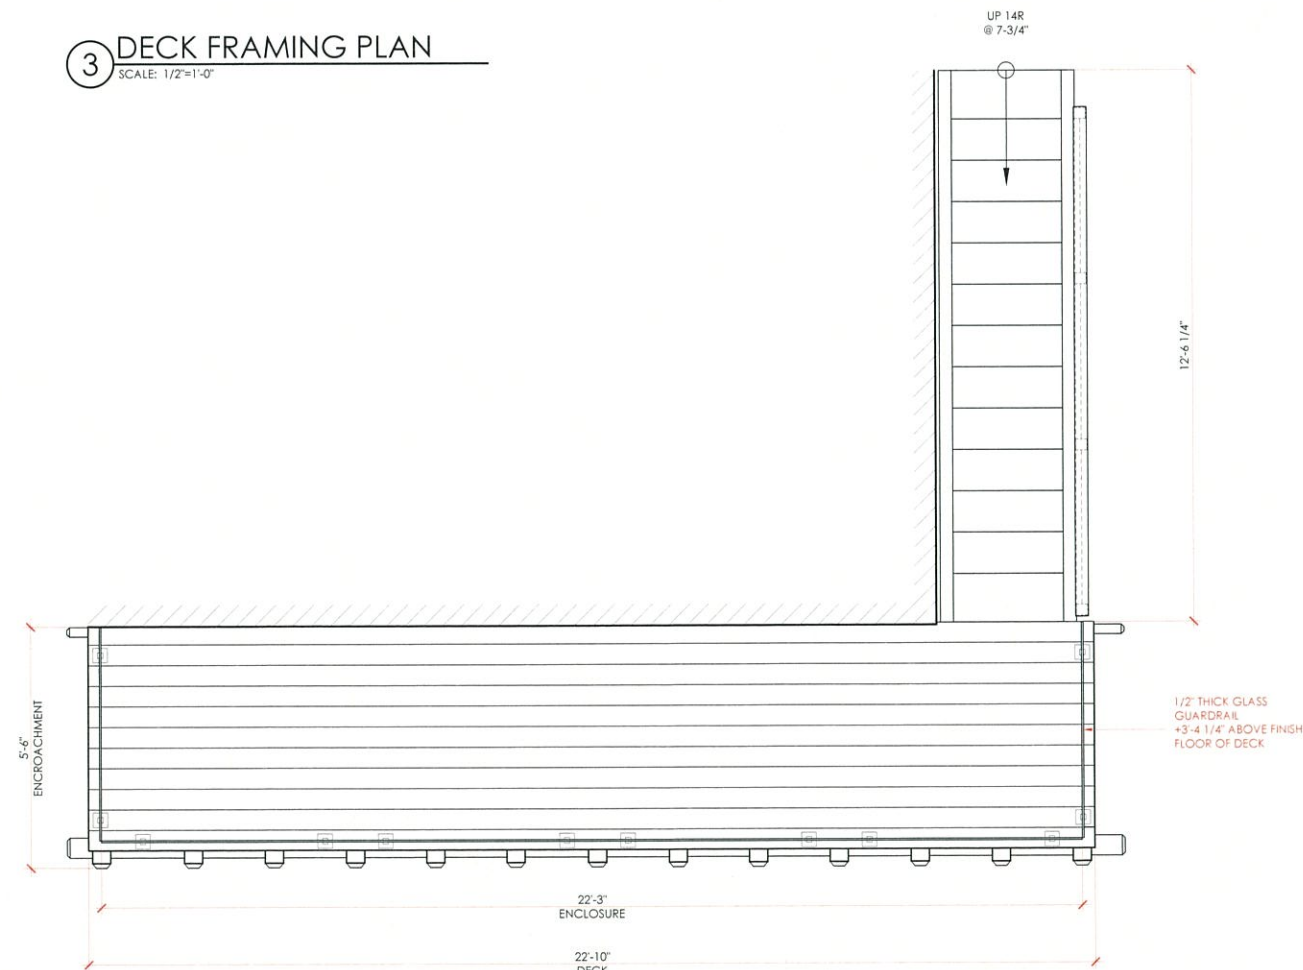 UP 14R
@ 7-3/4"
3 DECK FRAMING PLAN
SCALE: 1/2"=1'-0"
12'-6 1/4"
5'-6"
ENCROACHMENT
1/2" THICK GLASS
GUARDRAIL
+3'-4 1/4" ABOVE FINISH
FLOOR OF DECK
22'-3"
ENCLOSURE
22'-10"
DECK